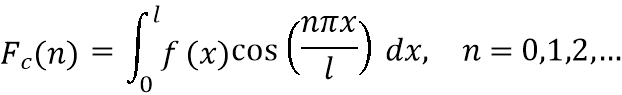 F_c(n) = ∫_0^l f (x)cos (nπx/l) dx, n = 0,1,2,…